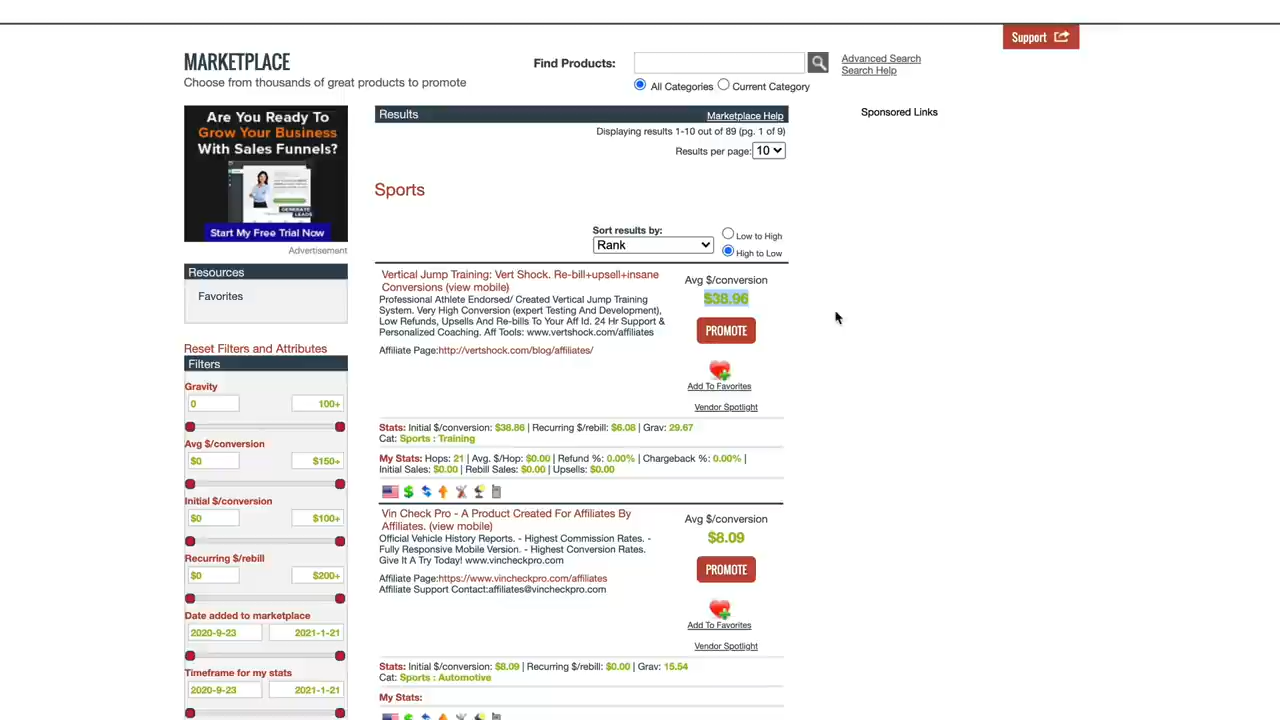 Support
MARKETPLACE
Choose from thousands of great products to promote
Find Products:
Advanced Search
Search Help
All Categories
Current Category
Are You Ready To
Grow Your Business
With Sales Funnels?
GENERATE
LEADS
Start My Free Trial Now
Advertisement
Resources
Favorites
Reset Filters and Attributes
Filters
Gravity
0 100+
Avg $/conversion
$0 $150+
Initial $/conversion
$0 $100+
Recurring $/rebill
$0 $200+
Date added to marketplace
2020-9-23 2021-1-21
Timeframe for my stats
2020-9-23 2021-1-21
Results
Marketplace Help
Displaying results 1-10 out of 89 (pg. 1 of 9)
Results per page: 10
Sports
Sort results by:
Rank
Low to High
High to Low
Vertical Jump Training: Vert Shock. Re-bill+upsell+insane
Conversions (view mobile)
Professional Athlete Endorsed/ Created Vertical Jump Training
System. Very High Conversion (expert Testing And Development),
Low Refunds, Upsells And Re-bills To Your Aff Id. 24 Hr Support &
Personalized Coaching. Aff Tools: www.vertshock.com/affiliates
Affiliate Page:http://vertshock.com/blog/affiliates/
Avg $/conversion
$38.96
PROMOTE
Add To Favorites
Vendor Spotlight
Stats: Initial $/conversion: $38.86 | Recurring $/rebill: $6.08 | Grav: 29.67
Cat: Sports : Training
My Stats: Hops: 21 | Avg. $/Hop: $0.00 | Refund %: 0.00% | Chargeback %: 0.00% |
Initial Sales: $0.00 | Rebill Sales: $0.00 | Upsells: $0.00
Vin Check Pro - A Product Created For Affiliates By
Affiliates. (view mobile)
Official Vehicle History Reports. - Highest Commission Rates. -
Fully Responsive Mobile Version. - Highest Conversion Rates.
Give It A Try Today! www.vincheckpro.com
Affiliate Page:https://www.vincheckpro.com/affiliates
Affiliate Support Contact:affiliates@vincheckpro.com
Avg $/conversion
$8.09
PROMOTE
Add To Favorites
Vendor Spotlight
Stats: Initial $/conversion: $8.09 | Recurring $/rebill: $0.00 | Grav: 15.54
Cat: Sports : Automotive
My Stats:
Sponsored Links